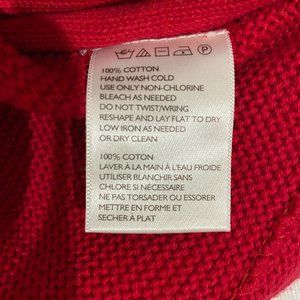 100% COTTON
HAND WASH COLD
USE ONLY NON-CHLORINE
BLEACH AS NEEDED
DO NOT TWIST/WRING
RESHAPE AND LAY FLAT TO DRY
LOW IRON AS NEEDED
OR DRY CLEAN
100% COTON
LAVER À LA MAIN À L'EAU FROIDE
UTILISER BLANCHIR SANS
CHLORE SI NÉCESSAIRE
NE PAS TORSADER OU ESSORER
METTRE EN FORME ET
SECHER À PLAT